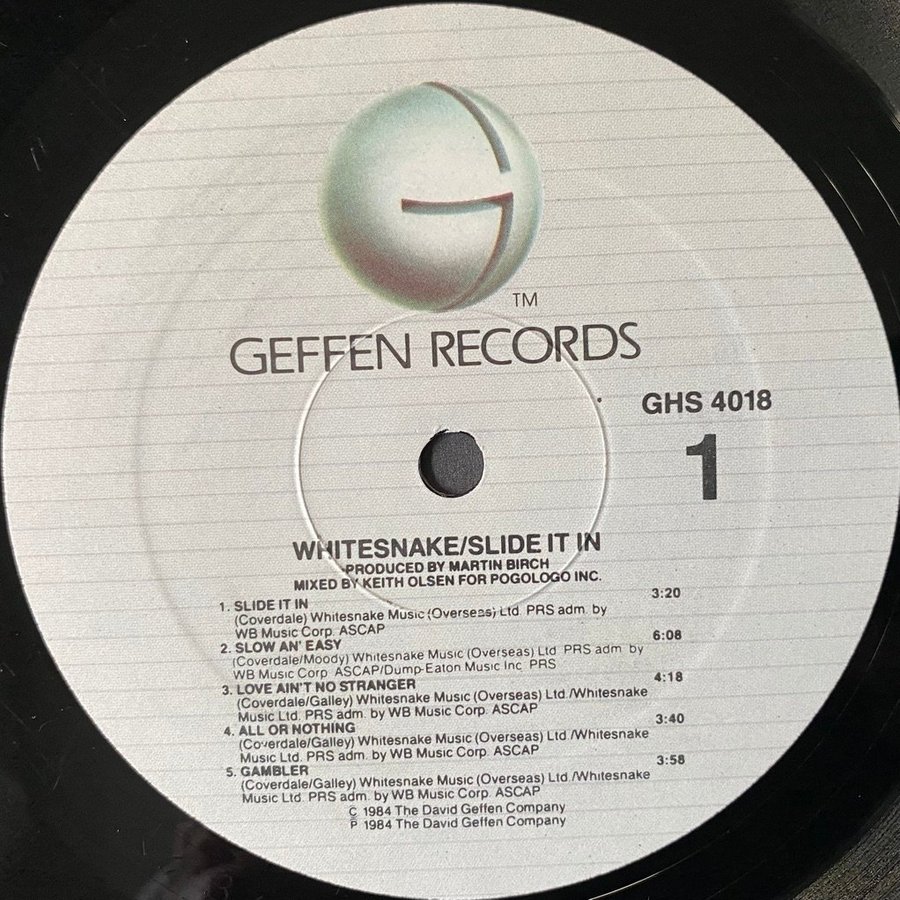 TM
GEFFEN RECORDS
GHS 4018
1
WHITESNAKE/SLIDE IT IN
PRODUCED BY MARTIN BIRCH
MIXED BY KEITH OLSEN FOR POGOLOGO INC.
1. SLIDE IT IN 3:20
(Coverdale) Whitesnake Music (Overseas) Ltd. PRS adm. by
WB Music Corp. ASCAP
2. SLOW AN' EASY 6:08
(Coverdale/Moody) Whitesnake Music (Overseas) Ltd. PRS adm. by
WB Music Corp. ASCAP/Dump-Eaton Music Inc. PRS
3. LOVE AIN'T NO STRANGER 4:18
(Coverdale/Galley) Whitesnake Music (Overseas) Ltd./Whitesnake
Music Ltd. PRS adm. by WB Music Corp. ASCAP
4. ALL OR NOTHING 3:40
(Coverdale/Galley) Whitesnake Music (Overseas) Ltd./Whitesnake
Music Ltd. PRS adm. by WB Music Corp. ASCAP
5. GAMBLER 3:58
(Coverdale/Galley) Whitesnake Music (Overseas) Ltd./Whitesnake
Music Ltd. PRS adm. by WB Music Corp. ASCAP
© 1984 The David Geffen Company
℗ 1984 The David Geffen Company